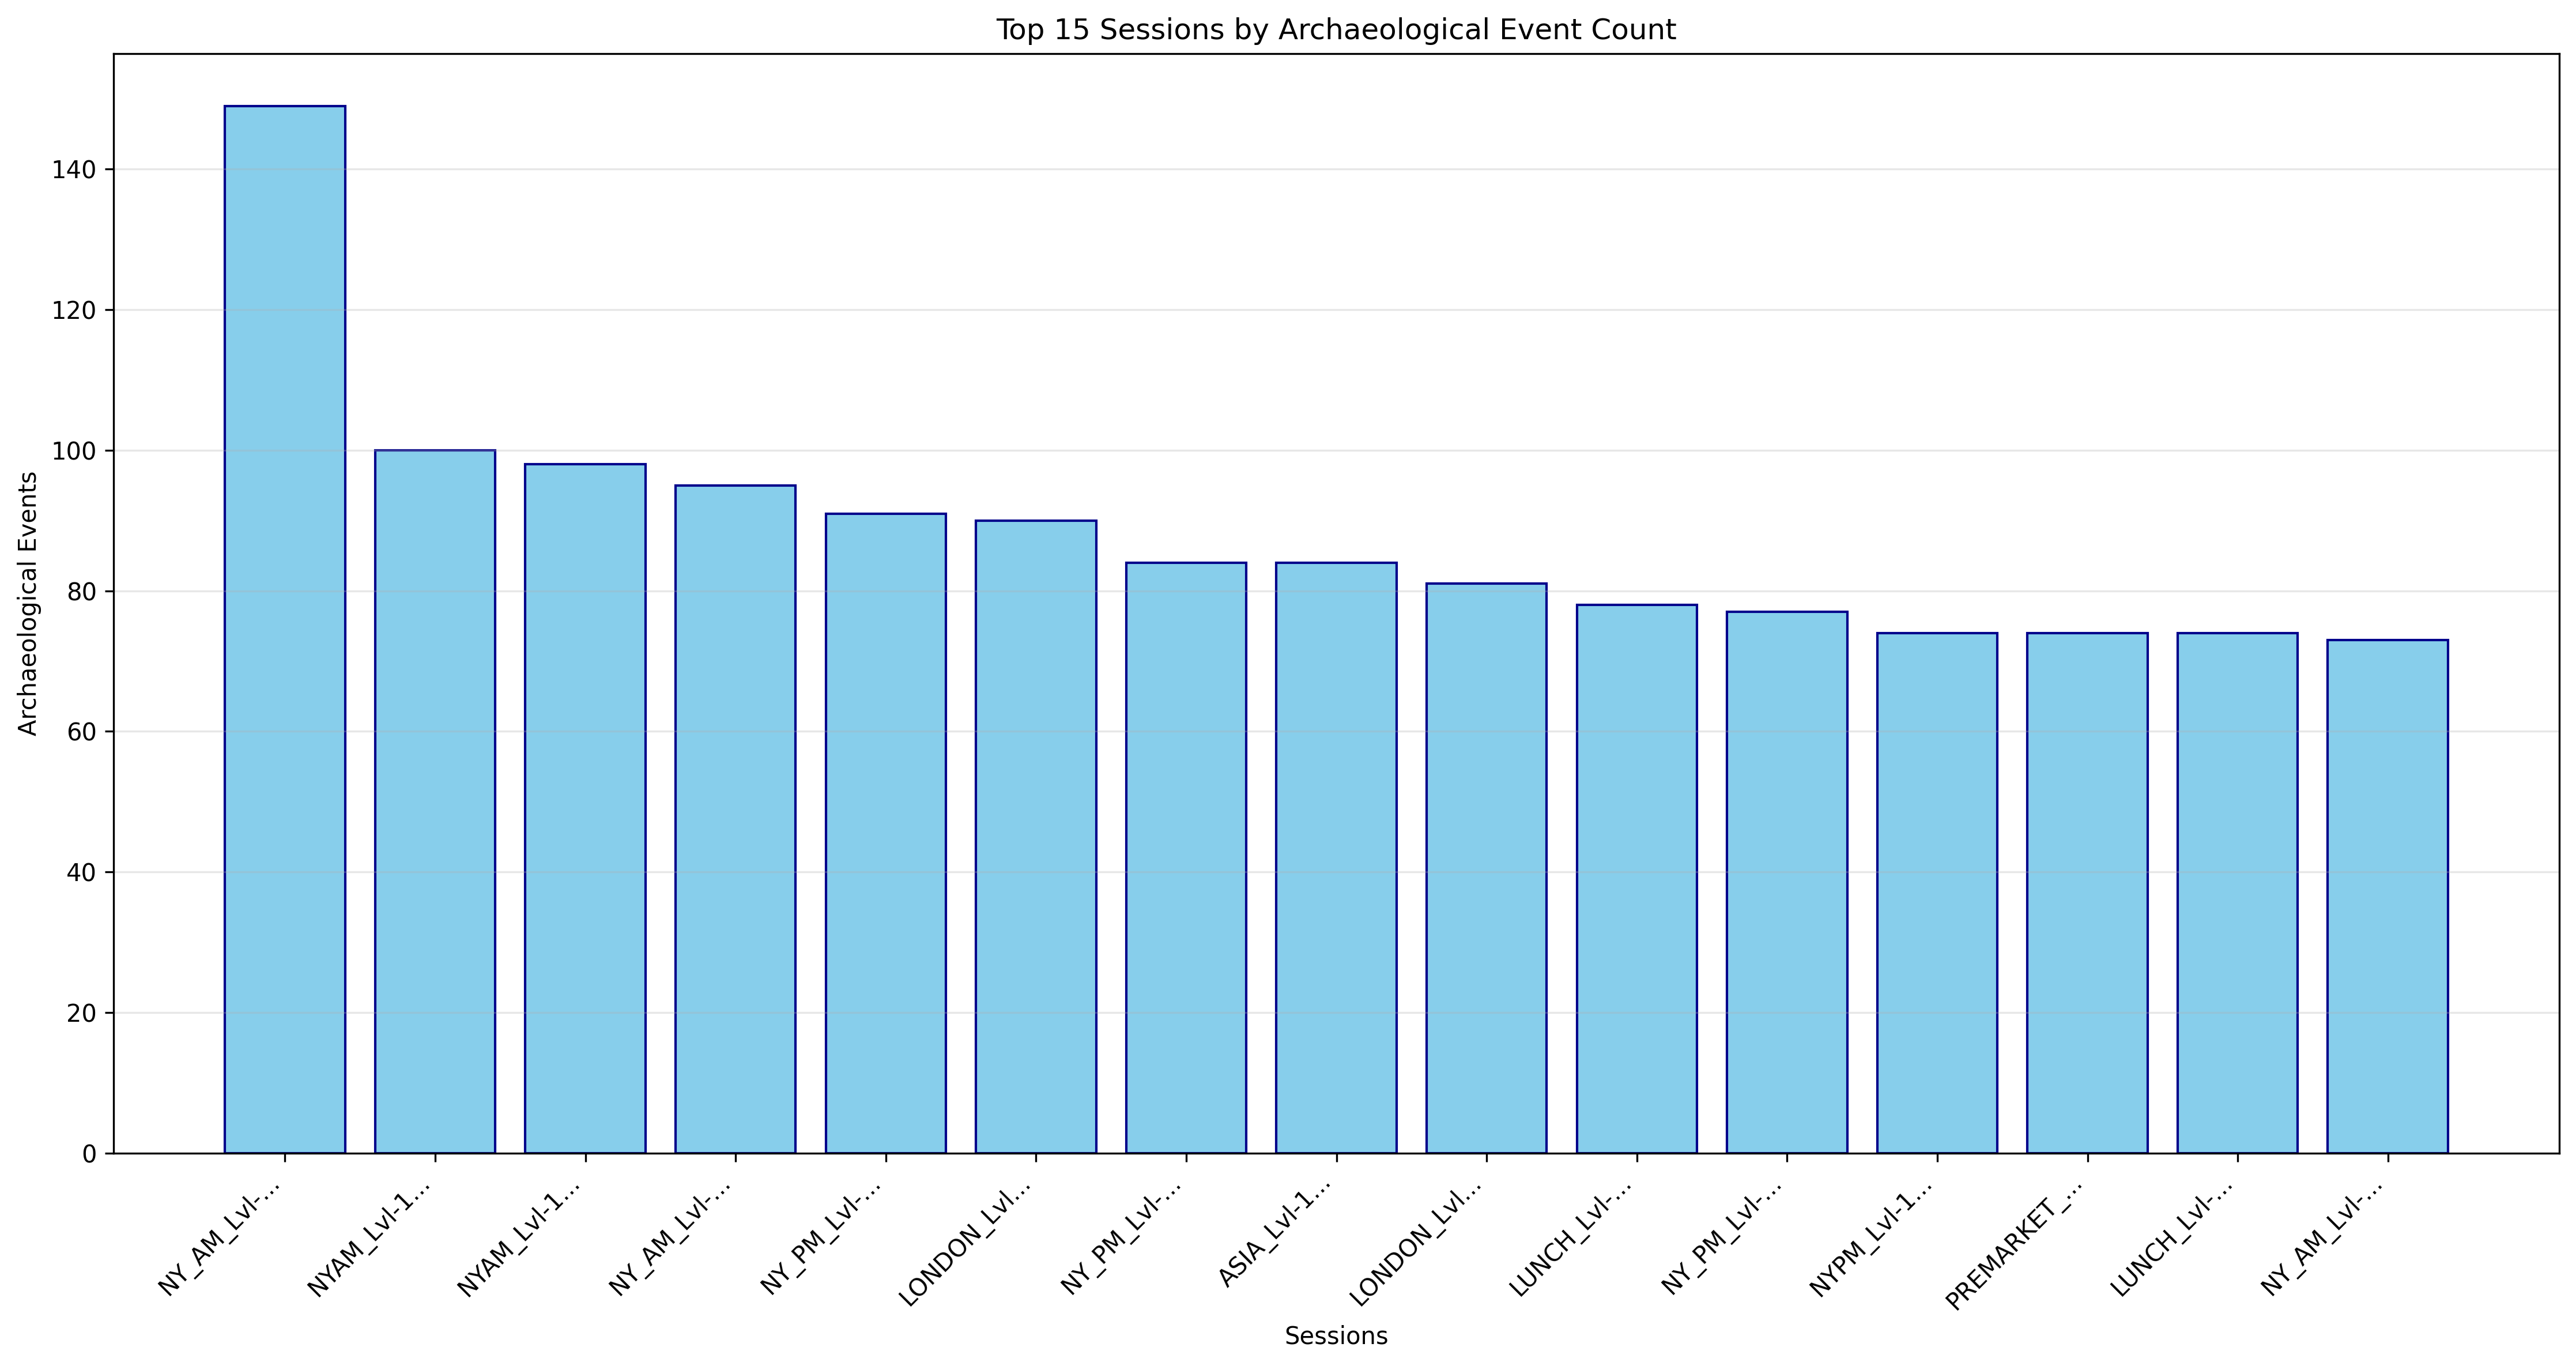 Top 15 Sessions by Archaeological Event Count
Archaeological Events
140
120
100
80
60
40
20
0
NY_AM_Lvl-...
NYAM_Lvl-1...
NYAM_Lvl-1...
NY_AM_Lvl-...
NY_PM_Lvl-...
LONDON_Lvl...
NY_PM_Lvl-...
ASIA_Lvl-1...
LONDON_Lvl...
LUNCH_Lvl-...
NY_PM_Lvl-...
NYPM_Lvl-1...
PREMARKET_...
LUNCH_Lvl-...
NY_AM_Lvl-...
Sessions